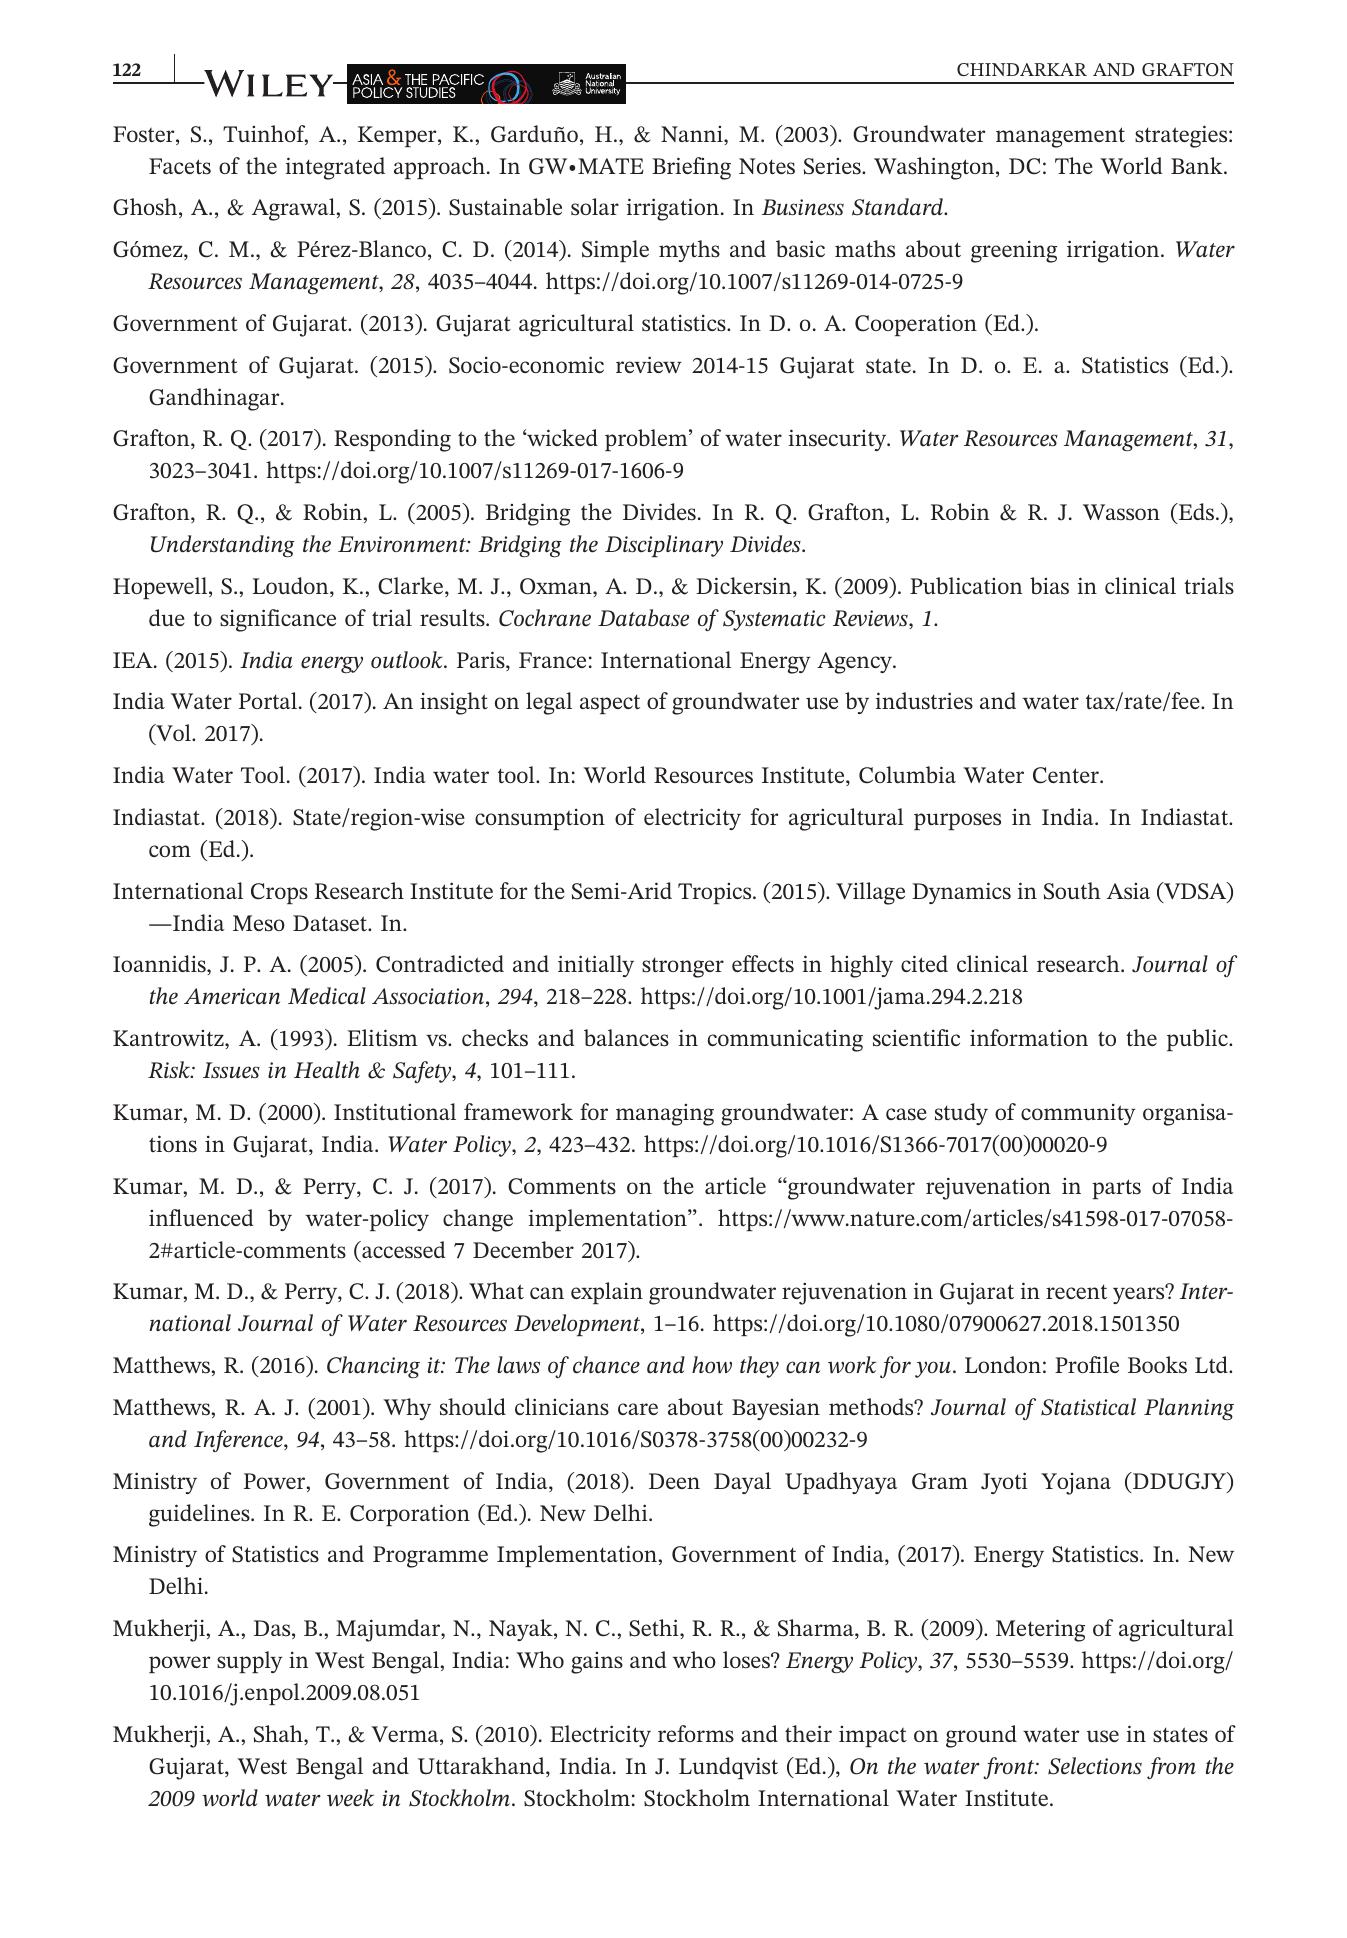 122
WILEY
ASIA & THE PACIFIC
POLICY STUDIES
Australian
National
University
CHINDARKAR AND GRAFTON
Foster, S., Tuinhof, A., Kemper, K., Garduño, H., & Nanni, M. (2003). Groundwater management strategies:
Facets of the integrated approach. In GW•MATE Briefing Notes Series. Washington, DC: The World Bank.
Ghosh, A., & Agrawal, S. (2015). Sustainable solar irrigation. In Business Standard.
Gómez, C. M., & Pérez-Blanco, C. D. (2014). Simple myths and basic maths about greening irrigation. Water
Resources Management, 28, 4035–4044. https://doi.org/10.1007/s11269-014-0725-9
Government of Gujarat. (2013). Gujarat agricultural statistics. In D. o. A. Cooperation (Ed.).
Government of Gujarat. (2015). Socio-economic review 2014-15 Gujarat state. In D. o. E. a. Statistics (Ed.).
Gandhinagar.
Grafton, R. Q. (2017). Responding to the ‘wicked problem’ of water insecurity. Water Resources Management, 31,
3023–3041. https://doi.org/10.1007/s11269-017-1606-9
Grafton, R. Q., & Robin, L. (2005). Bridging the Divides. In R. Q. Grafton, L. Robin & R. J. Wasson (Eds.),
Understanding the Environment: Bridging the Disciplinary Divides.
Hopewell, S., Loudon, K., Clarke, M. J., Oxman, A. D., & Dickersin, K. (2009). Publication bias in clinical trials
due to significance of trial results. Cochrane Database of Systematic Reviews, 1.
IEA. (2015). India energy outlook. Paris, France: International Energy Agency.
India Water Portal. (2017). An insight on legal aspect of groundwater use by industries and water tax/rate/fee. In
(Vol. 2017).
India Water Tool. (2017). India water tool. In: World Resources Institute, Columbia Water Center.
Indiastat. (2018). State/region-wise consumption of electricity for agricultural purposes in India. In Indiastat.
com (Ed.).
International Crops Research Institute for the Semi-Arid Tropics. (2015). Village Dynamics in South Asia (VDSA)
—India Meso Dataset. In.
Ioannidis, J. P. A. (2005). Contradicted and initially stronger effects in highly cited clinical research. Journal of
the American Medical Association, 294, 218–228. https://doi.org/10.1001/jama.294.2.218
Kantrowitz, A. (1993). Elitism vs. checks and balances in communicating scientific information to the public.
Risk: Issues in Health & Safety, 4, 101–111.
Kumar, M. D. (2000). Institutional framework for managing groundwater: A case study of community organisa-
tions in Gujarat, India. Water Policy, 2, 423–432. https://doi.org/10.1016/S1366-7017(00)00020-9
Kumar, M. D., & Perry, C. J. (2017). Comments on the article “groundwater rejuvenation in parts of India
influenced by water-policy change implementation”. https://www.nature.com/articles/s41598-017-07058-
2#article-comments (accessed 7 December 2017).
Kumar, M. D., & Perry, C. J. (2018). What can explain groundwater rejuvenation in Gujarat in recent years? Inter-
national Journal of Water Resources Development, 1–16. https://doi.org/10.1080/07900627.2018.1501350
Matthews, R. (2016). Chancing it: The laws of chance and how they can work for you. London: Profile Books Ltd.
Matthews, R. A. J. (2001). Why should clinicians care about Bayesian methods? Journal of Statistical Planning
and Inference, 94, 43–58. https://doi.org/10.1016/S0378-3758(00)00232-9
Ministry of Power, Government of India, (2018). Deen Dayal Upadhyaya Gram Jyoti Yojana (DDUGJY)
guidelines. In R. E. Corporation (Ed.). New Delhi.
Ministry of Statistics and Programme Implementation, Government of India, (2017). Energy Statistics. In. New
Delhi.
Mukherji, A., Das, B., Majumdar, N., Nayak, N. C., Sethi, R. R., & Sharma, B. R. (2009). Metering of agricultural
power supply in West Bengal, India: Who gains and who loses? Energy Policy, 37, 5530–5539. https://doi.org/
10.1016/j.enpol.2009.08.051
Mukherji, A., Shah, T., & Verma, S. (2010). Electricity reforms and their impact on ground water use in states of
Gujarat, West Bengal and Uttarakhand, India. In J. Lundqvist (Ed.), On the water front: Selections from the
2009 world water week in Stockholm. Stockholm: Stockholm International Water Institute.